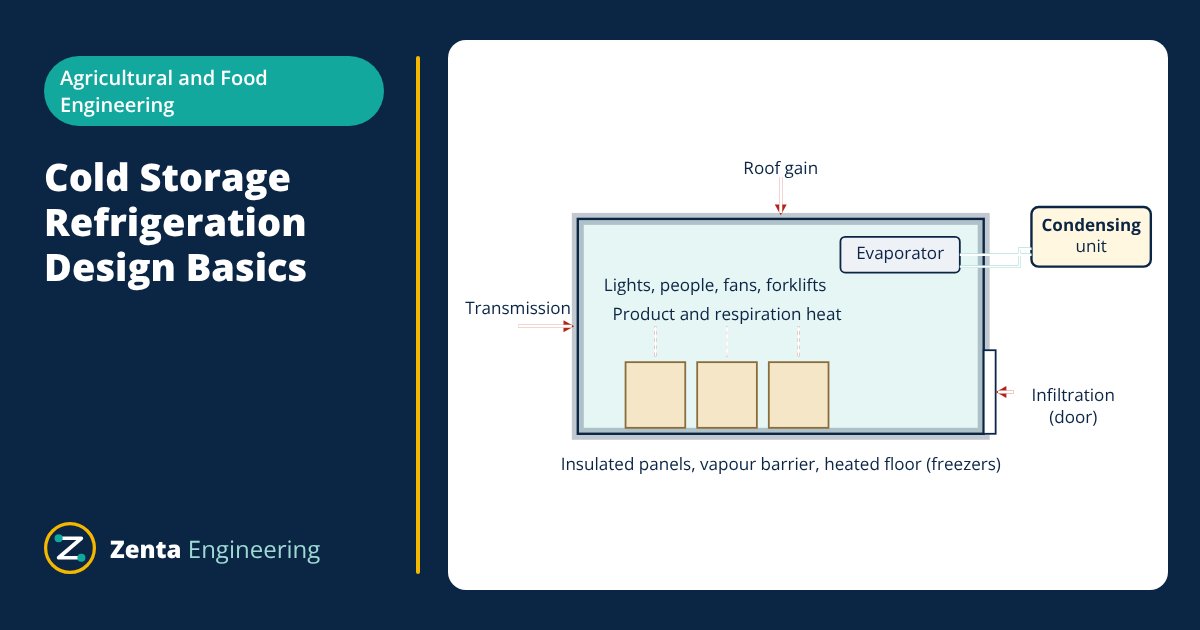 Agricultural and Food
Engineering
Cold Storage
Refrigeration
Design Basics
Zenta Engineering
Roof gain
Condensing
unit
Evaporator
Lights, people, fans, forklifts
Transmission
Product and respiration heat
Infiltration
(door)
Insulated panels, vapour barrier, heated floor (freezers)